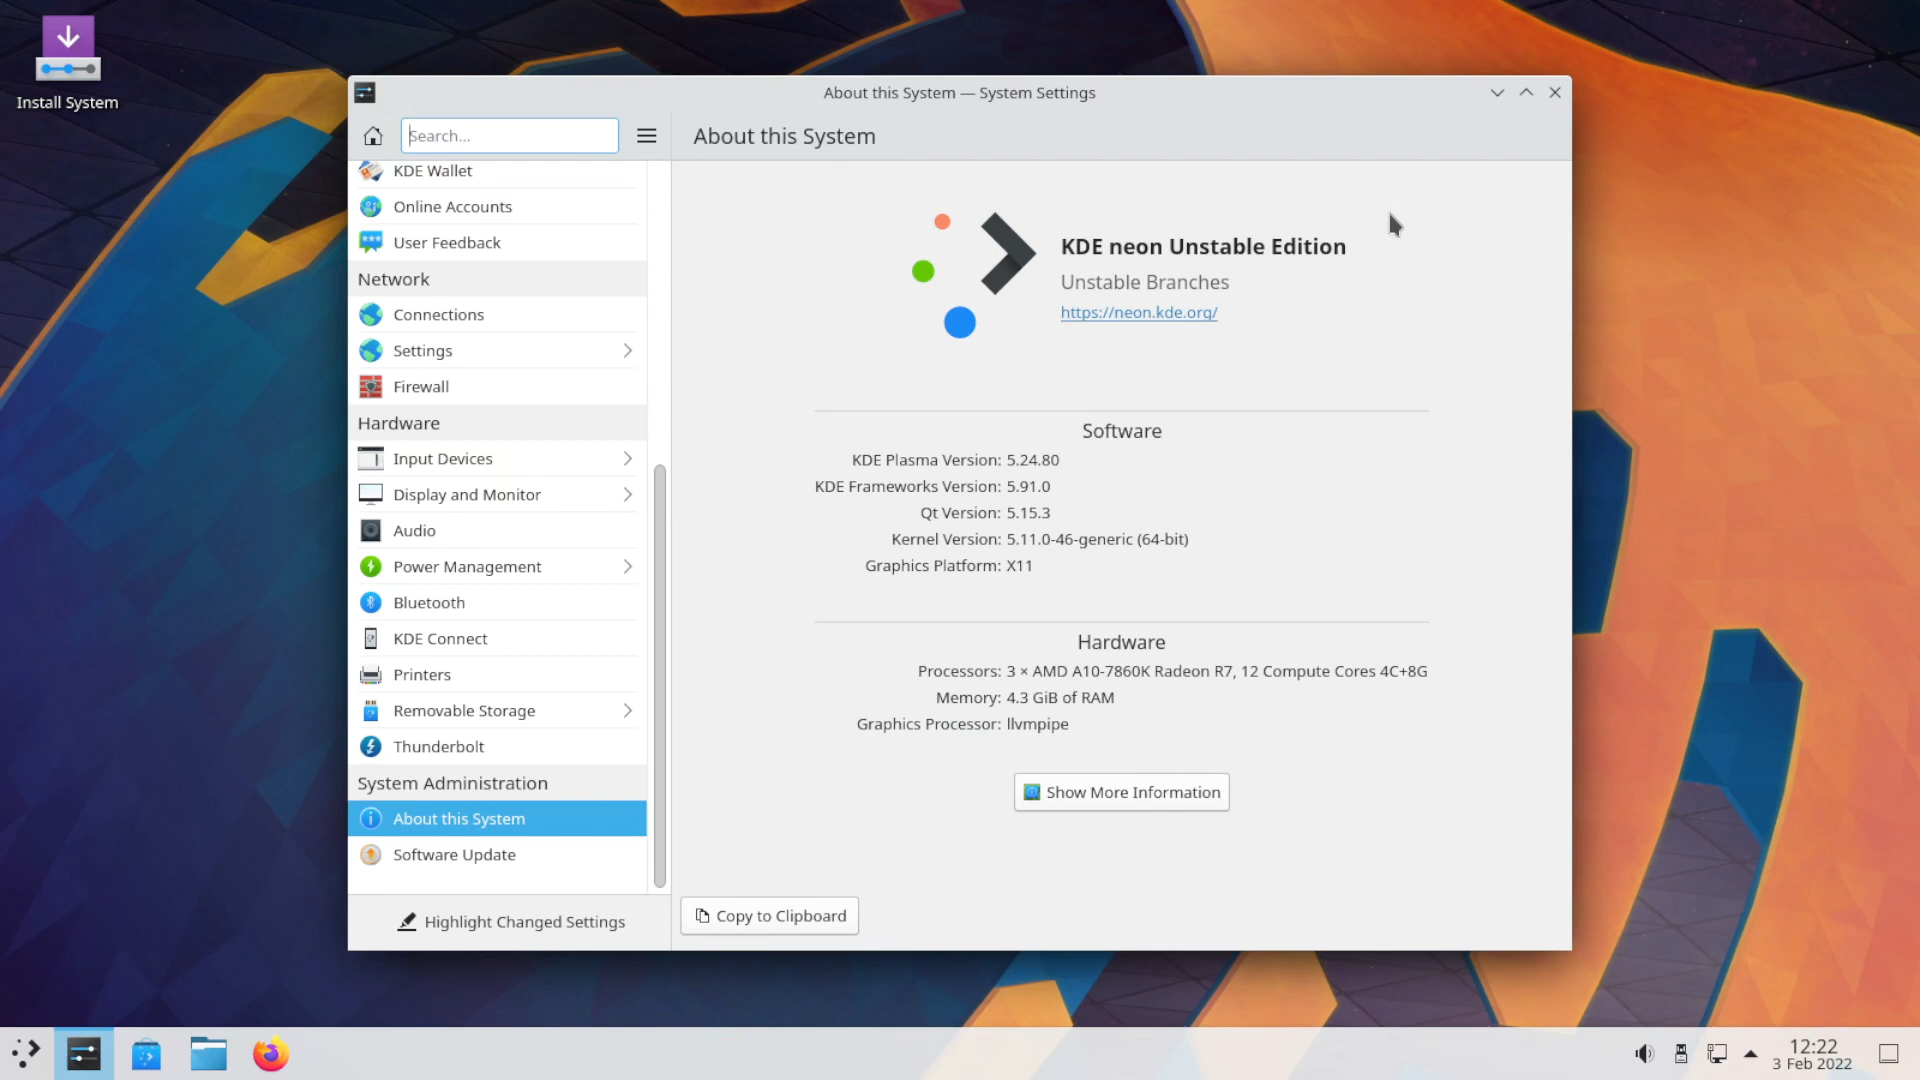 Install System
About this System — System Settings
Search...
About this System
KDE Wallet
Online Accounts
User Feedback
Network
Connections
Settings
Firewall
Hardware
Input Devices
Display and Monitor
Audio
Power Management
Bluetooth
KDE Connect
Printers
Removable Storage
Thunderbolt
System Administration
About this System
Software Update
Highlight Changed Settings
KDE neon Unstable Edition
Unstable Branches
https://neon.kde.org/
Software
KDE Plasma Version: 5.24.80
KDE Frameworks Version: 5.91.0
Qt Version: 5.15.3
Kernel Version: 5.11.0-46-generic (64-bit)
Graphics Platform: X11
Hardware
Processors: 3 × AMD A10-7860K Radeon R7, 12 Compute Cores 4C+8G
Memory: 4.3 GiB of RAM
Graphics Processor: llvmpipe
Show More Information
Copy to Clipboard
12:22
3 Feb 2022